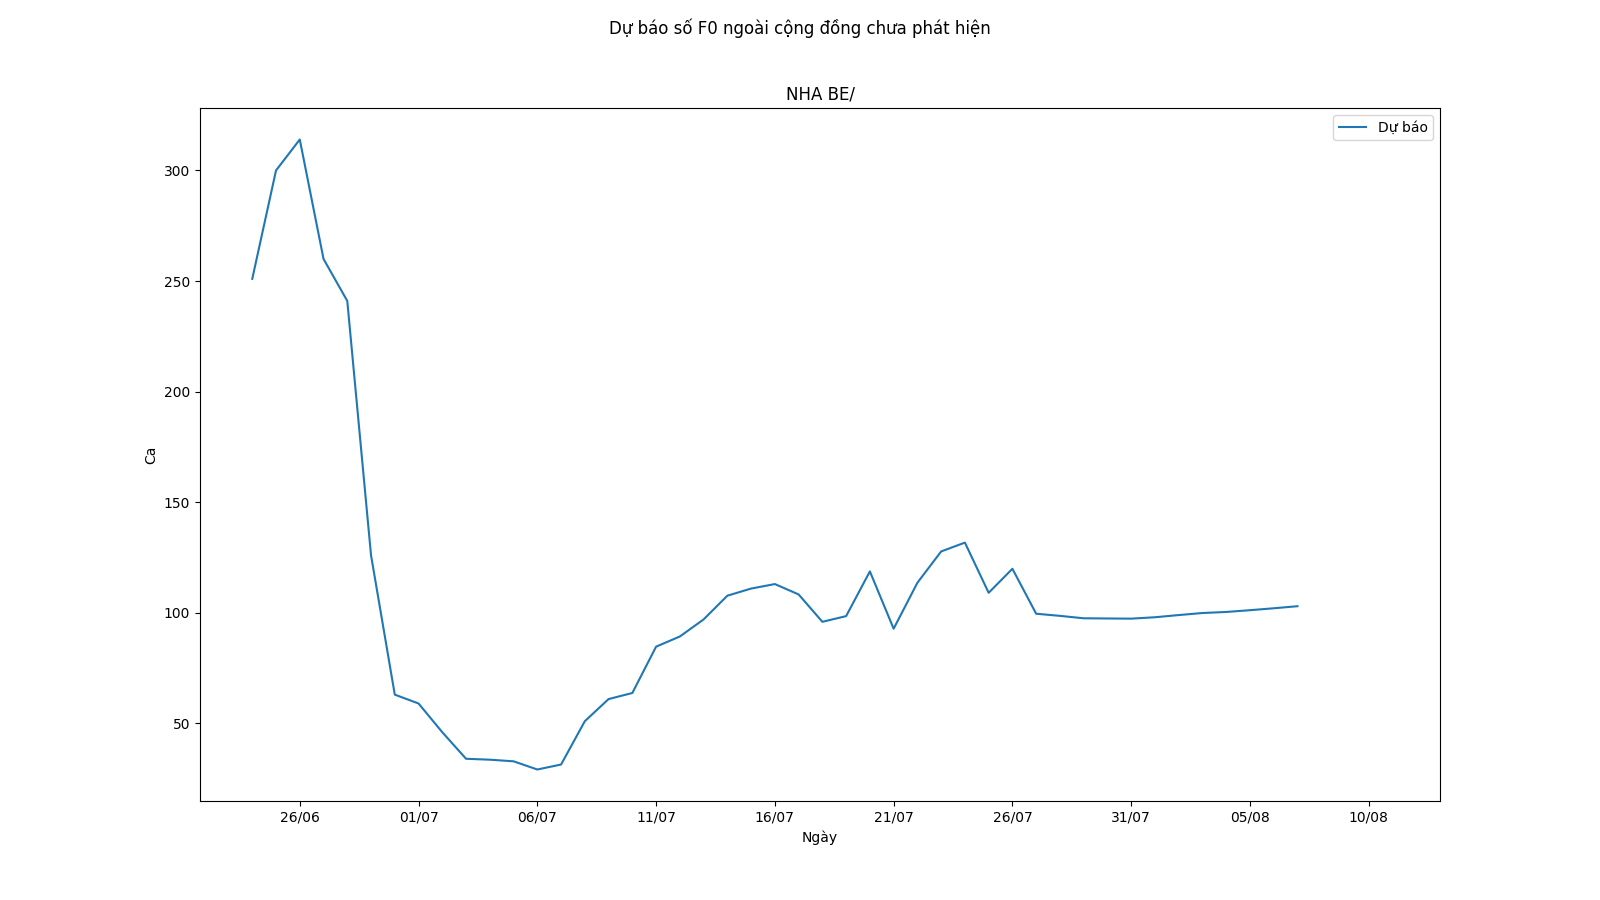 Dự báo số F0 ngoài cộng đồng chưa phát hiện
NHA BE/
Dự báo
300
250
200
150
100
50
Ca
26/06 01/07 06/07 11/07 16/07 21/07 26/07 31/07 05/08 10/08
Ngày